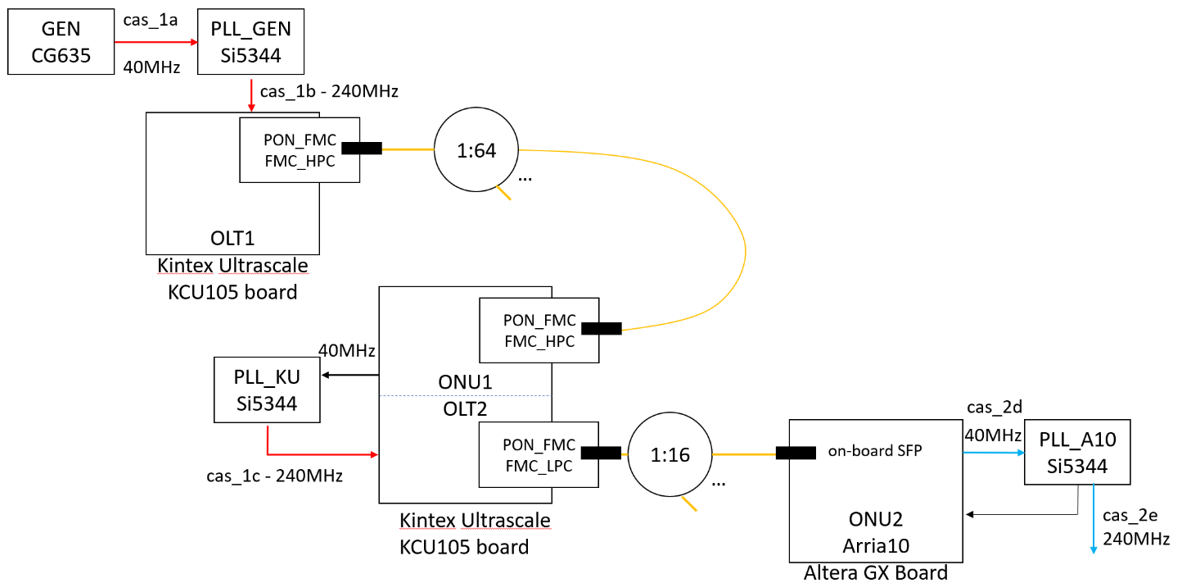 GEN
CG635
cas_1a
40MHz
PLL_GEN
Si5344
cas_1b - 240MHz
PON_FMC
FMC_HPC
1:64
...
OLT1
Kintex Ultrascale
KCU105 board
PON_FMC
FMC_HPC
40MHz
PLL_KU
Si5344
ONU1
OLT2
cas_1c - 240MHz
PON_FMC
FMC_LPC
1:16
...
Kintex Ultrascale
KCU105 board
on-board SFP
cas_2d
40MHz
PLL_A10
Si5344
ONU2
Arria10
cas_2e
240MHz
Altera GX Board